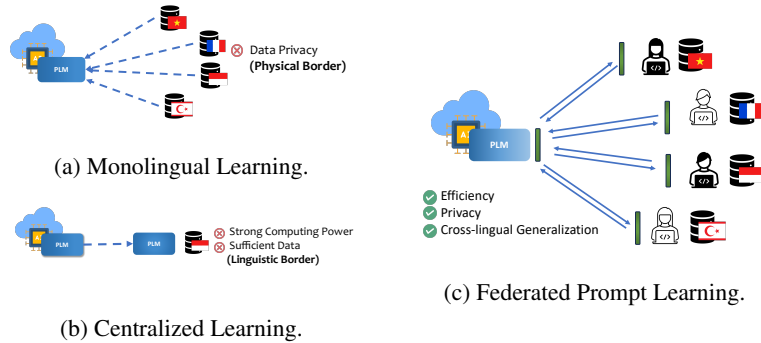 PLM
Data Privacy
(Physical Border)
(a) Monolingual Learning.
PLM
Strong Computing Power
Sufficient Data
(Linguistic Border)
(b) Centralized Learning.
PLM
Efficiency
Privacy
Cross-lingual Generalization
(c) Federated Prompt Learning.